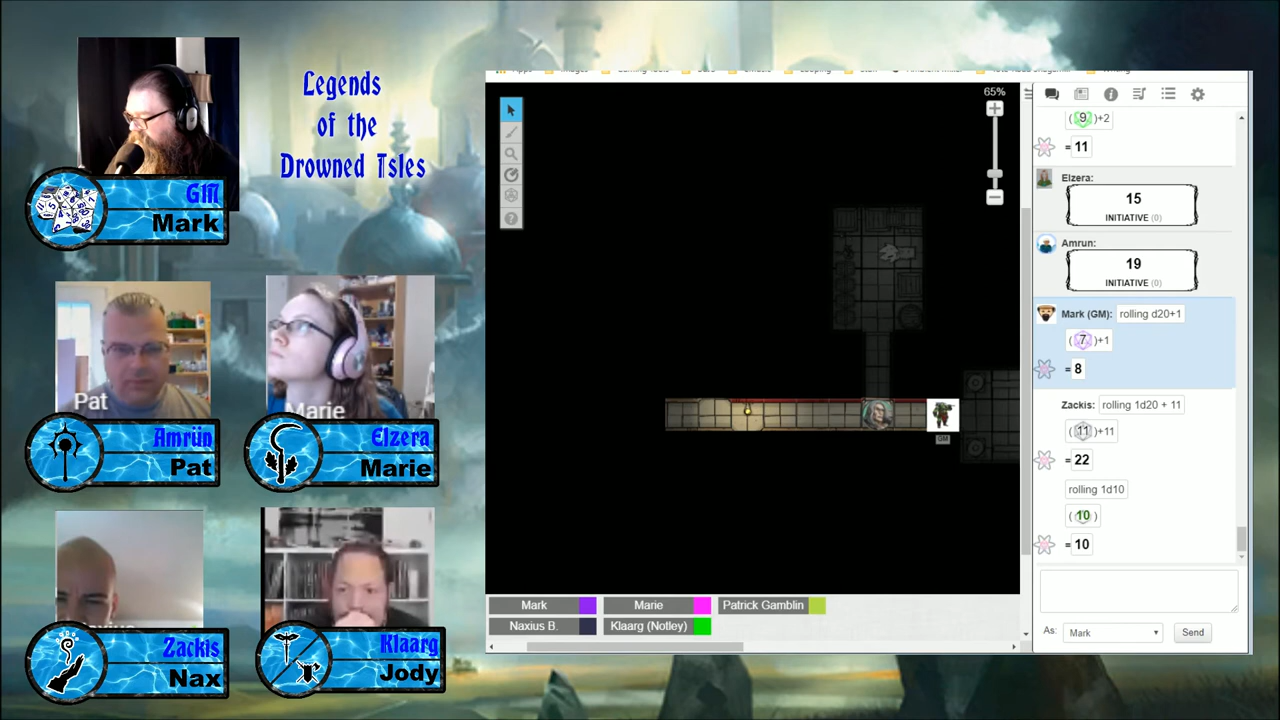 Legends
of the
Drowned Isles
GM
Mark
Pat
Amrün
Pat
Marie
Elzera
Marie
Zackis
Nax
Klaarg
Jody
65%
GM
Mark
Marie
Patrick Gamblin
Naxius B.
Klaarg (Notley)
(9)+2
= 11
Elzera:
15
INITIATIVE (0)
Amrun:
19
INITIATIVE (0)
Mark (GM): rolling d20+1
(7)+1
= 8
Zackis: rolling 1d20 + 11
(11)+11
= 22
rolling 1d10
(10)
= 10
As: Mark Send